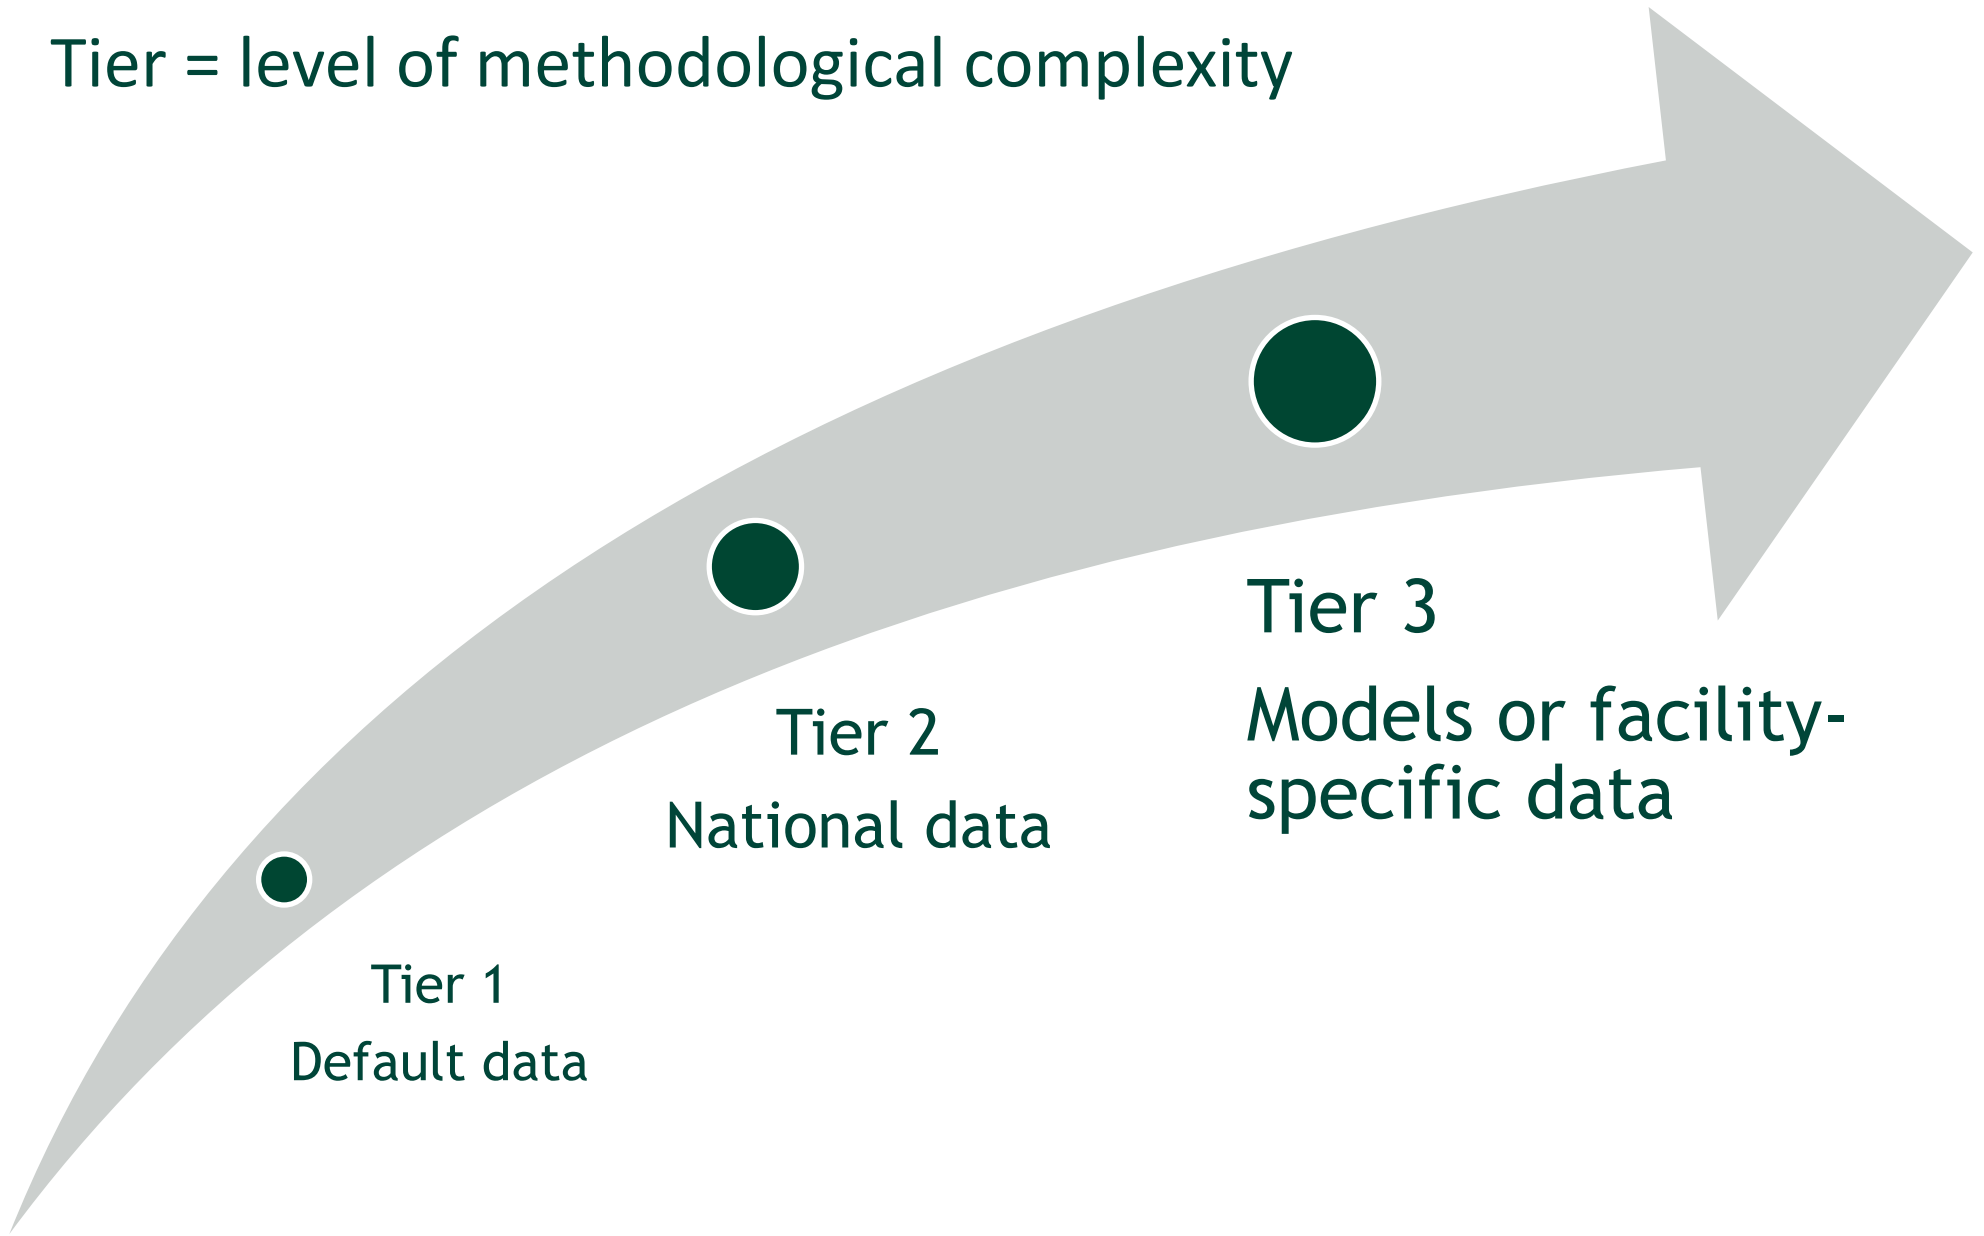 Tier = level of methodological complexity
Tier 1
Default data
Tier 2
National data
Tier 3
Models or facility-
specific data